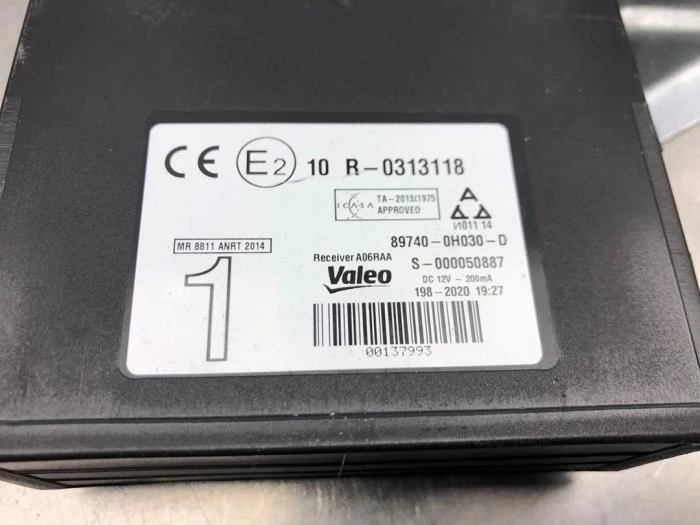 CE E2 10 R-0313118
ICASA TA-2013/1975
APPROVED
И011 14
MR 8811 ANRT 2014
89740-0H030-D
1
Receiver A06RAA
S-000050887
Valeo
DC 12V - 200mA
198-2020 19:27
00137993